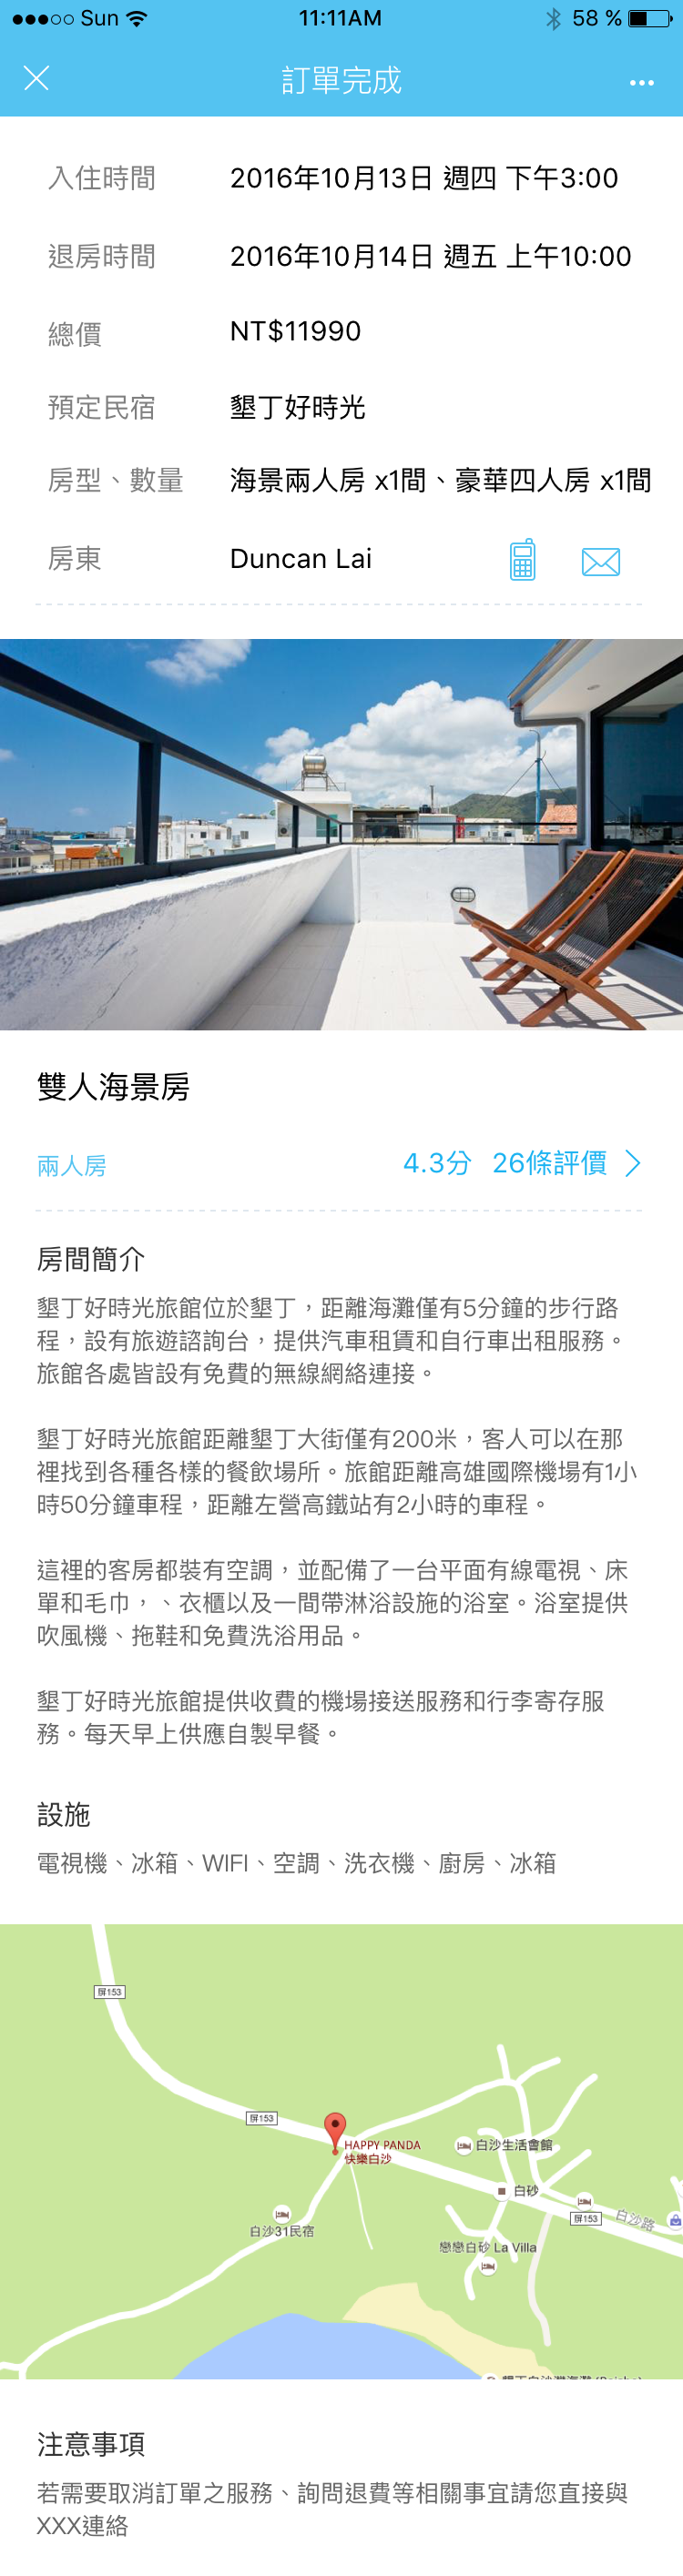 Sun 11:11AM 58 %
訂單完成
入住時間 2016年10月13日 週四 下午3:00
退房時間 2016年10月14日 週五 上午10:00
總價 NT$11990
預定民宿 墾丁好時光
房型、數量 海景兩人房 x1間、豪華四人房 x1間
房東 Duncan Lai
雙人海景房
兩人房 4.3分 26條評價
房間簡介
墾丁好時光旅館位於墾丁，距離海灘僅有5分鐘的步行路
程，設有旅遊諮詢台，提供汽車租賃和自行車出租服務。
旅館各處皆設有免費的無線網絡連接。
墾丁好時光旅館距離墾丁大街僅有200米，客人可以在那
裡找到各種各樣的餐飲場所。旅館距離高雄國際機場有1小
時50分鐘車程，距離左營高鐵站有2小時的車程。
這裡的客房都裝有空調，並配備了一台平面有線電視、床
單和毛巾，、衣櫃以及一間帶淋浴設施的浴室。浴室提供
吹風機、拖鞋和免費洗浴用品。
墾丁好時光旅館提供收費的機場接送服務和行李寄存服
務。每天早上供應自製早餐。
設施
電視機、冰箱、WIFI、空調、洗衣機、廚房、冰箱
屏153
屏153
HAPPY PANDA
快樂白沙
白沙生活會館
白砂
屏153
白沙路
白沙31民宿
戀戀白砂 La Villa
注意事項
若需要取消訂單之服務、詢問退費等相關事宜請您直接與
XXX連絡